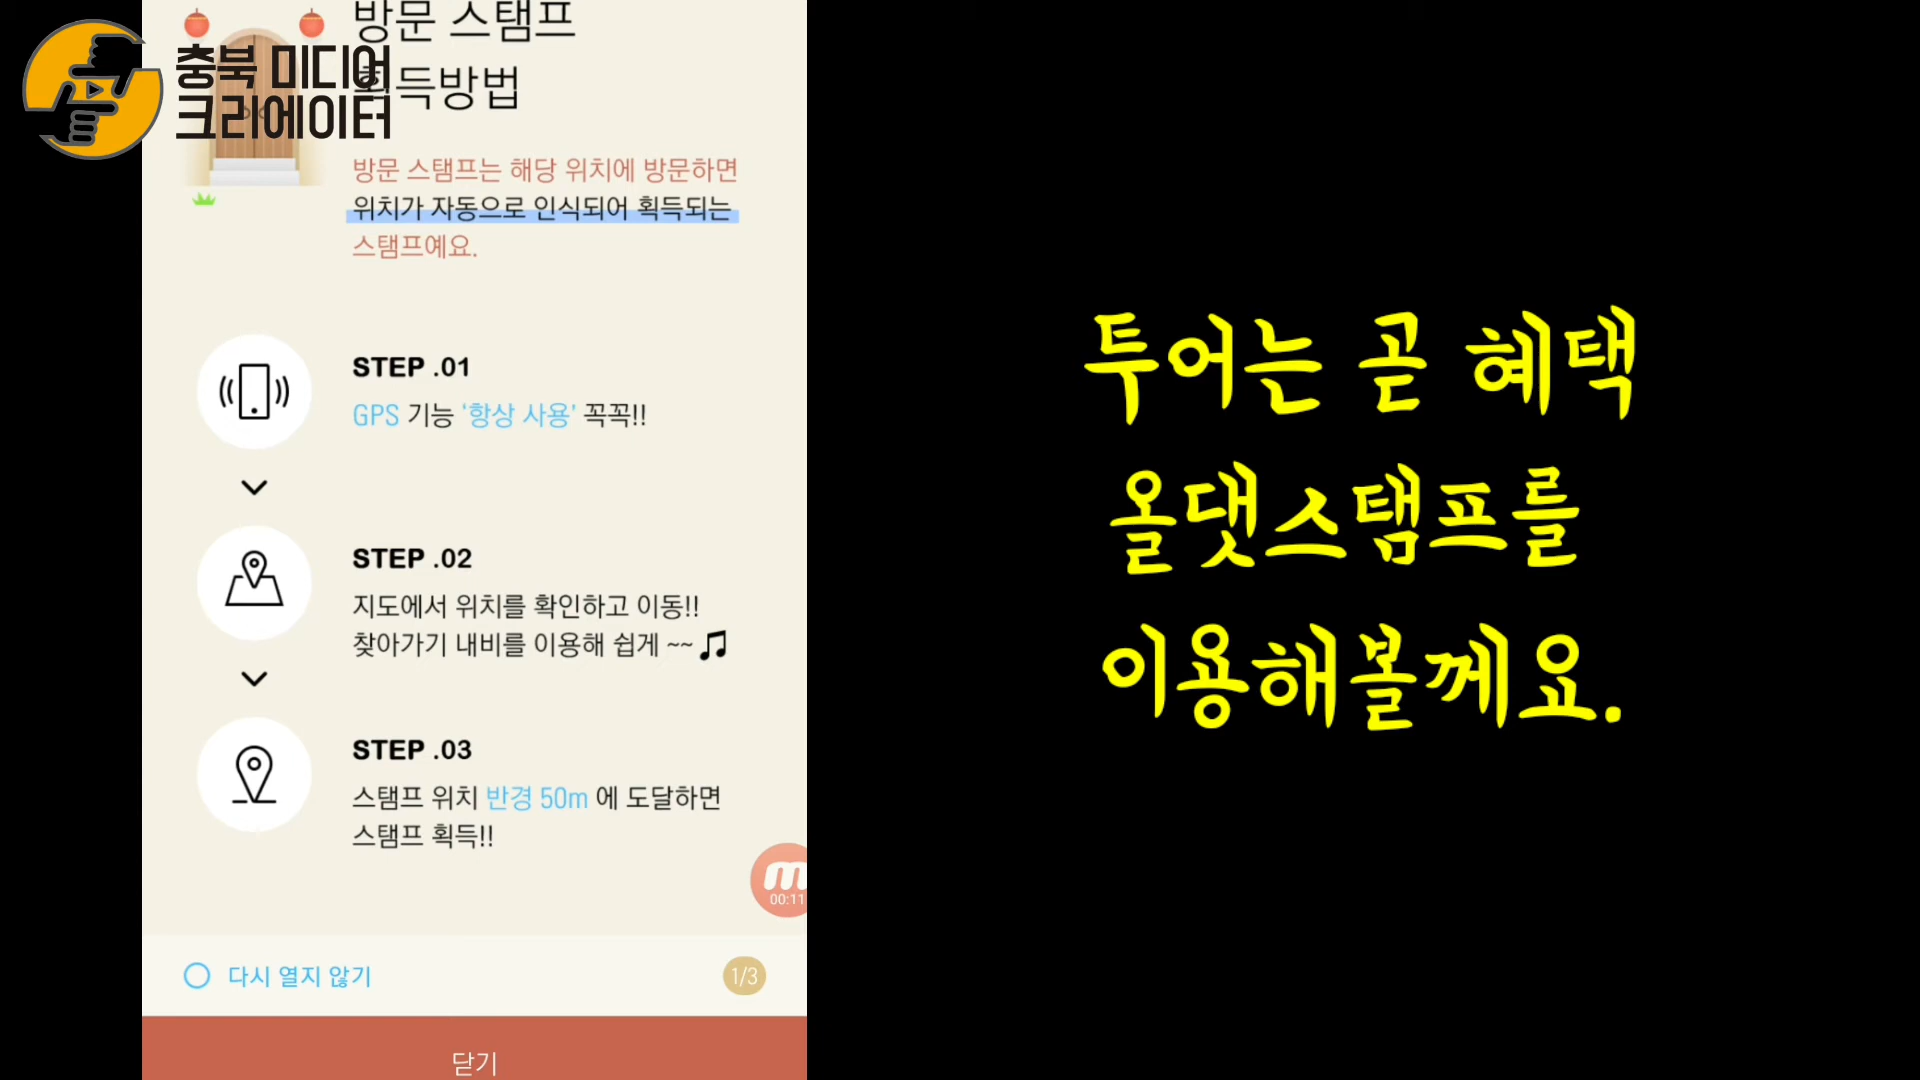 충북 미디어
크리에이터
방문 스탬프
획득방법
방문 스탬프는 해당 위치에 방문하면
위치가 자동으로 인식되어 획득되는
스탬프예요.
STEP .01
GPS 기능 '항상 사용' 꼭꼭!!
STEP .02
지도에서 위치를 확인하고 이동!!
찾아가기 내비를 이용해 쉽게 ~~
STEP .03
스탬프 위치 반경 50m 에 도달하면
스탬프 획득!!
m
00:11
다시 열지 않기
1/3
닫기
투어는 곧 혜택
올댓스탬프를
이용해볼께요.